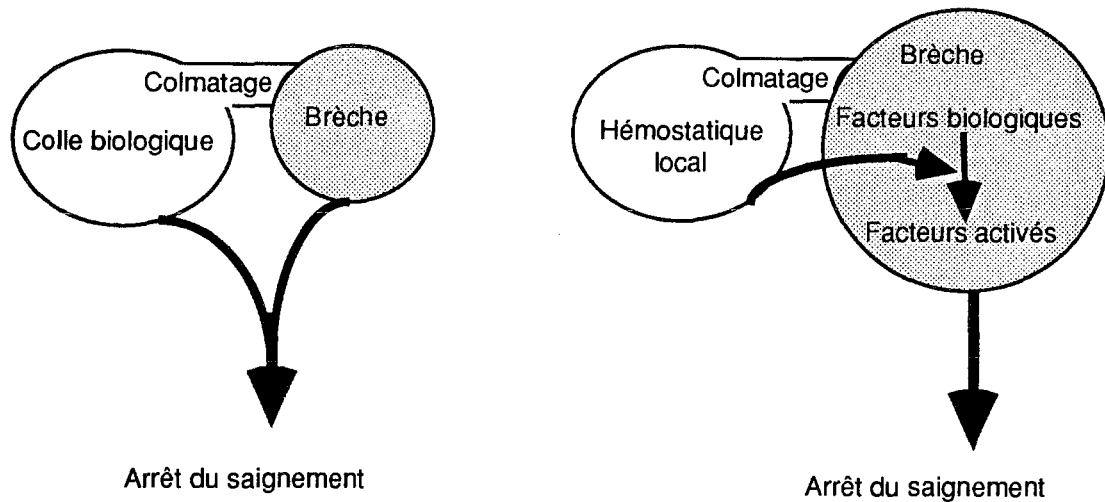 Colmatage
Brèche
Colle biologique
Arrêt du saignement
Brèche
Colmatage
Facteurs biologiques
Hémostatique
local
Facteurs activés
Arrêt du saignement